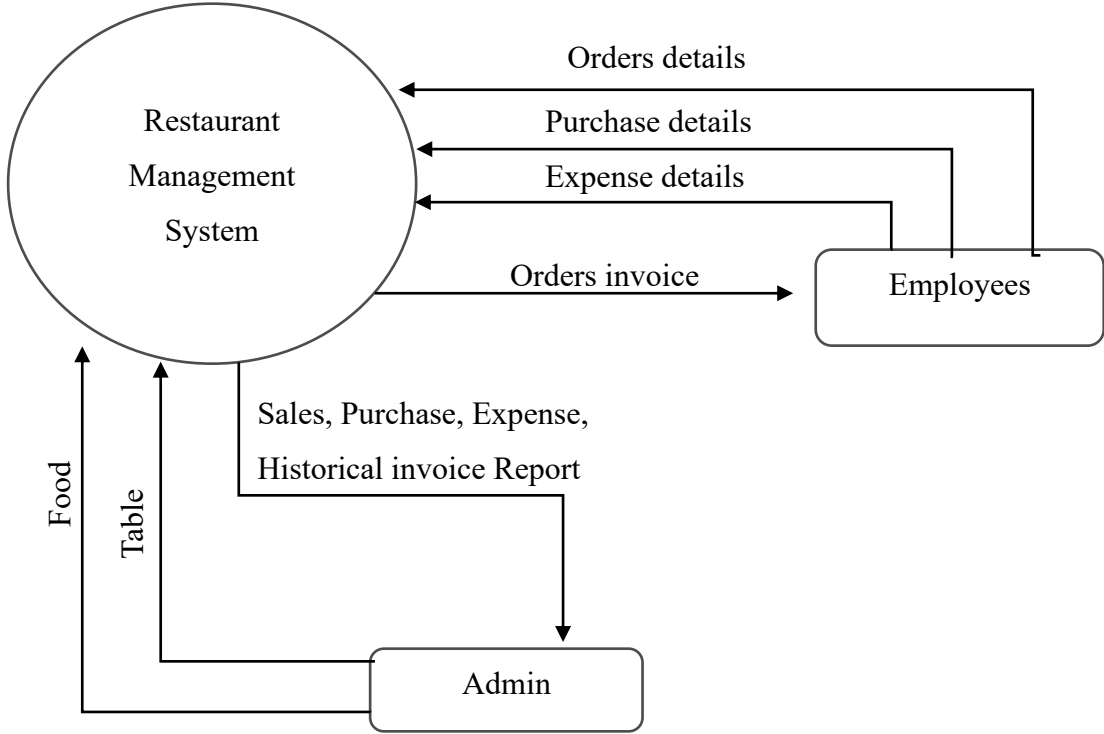 Orders details
Restaurant
Management
System
Purchase details
Expense details
Orders invoice
Employees
Sales, Purchase, Expense,
Historical invoice Report
Food
Table
Admin